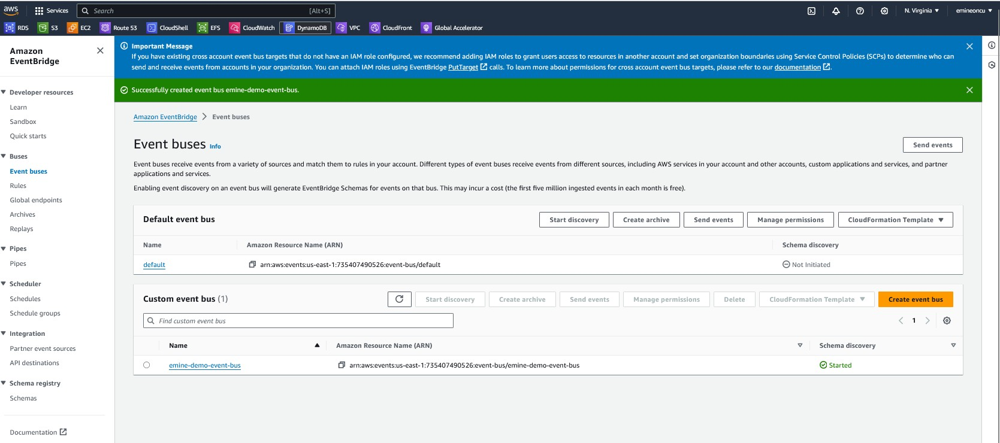 aws
Services
Search
[Alt+S]
N. Virginia
emineoncu
RDS
S3
EC2
Route 53
CloudShell
EFS
CloudWatch
DynamoDB
VPC
CloudFront
Global Accelerator
Amazon
EventBridge
Developer resources
Learn
Sandbox
Quick starts
Buses
Event buses
Rules
Global endpoints
Archives
Replays
Pipes
Pipes
Scheduler
Schedules
Schedule groups
Integration
Partner event sources
API destinations
Schema registry
Schemas
Documentation
Important Message
If you have existing cross account event bus targets that do not have an IAM role configured, we recommend adding IAM roles to grant users access to resources in another account and set organization boundaries using Service Control Policies (SCPs) to determine who can
send and receive events from accounts in your organization. You can attach IAM roles using EventBridge PutTarget calls. To learn more about permissions for cross account event bus targets, please refer to our documentation.
Successfully created event bus emine-demo-event-bus.
Amazon EventBridge > Event buses
Event buses Info
Send events
Event buses receive events from a variety of sources and match them to rules in your account. Different types of event buses receive events from different sources, including AWS services in your account and other accounts, custom applications and services, and partner
applications and services.
Enabling event discovery on an event bus will generate EventBridge Schemas for events on that bus. This may incur a cost (the first five million ingested events in each month is free).
Default event bus
Start discovery
Create archive
Send events
Manage permissions
CloudFormation Template
Name
Amazon Resource Name (ARN)
Schema discovery
default
arn:aws:events:us-east-1:735407490526:event-bus/default
Not Initiated
Custom event bus (1)
Start discovery
Create archive
Send events
Manage permissions
Delete
CloudFormation Template
Create event bus
Find custom event bus
1
Name
Amazon Resource Name (ARN)
Schema discovery
emine-demo-event-bus
arn:aws:events:us-east-1:735407490526:event-bus/emine-demo-event-bus
Started